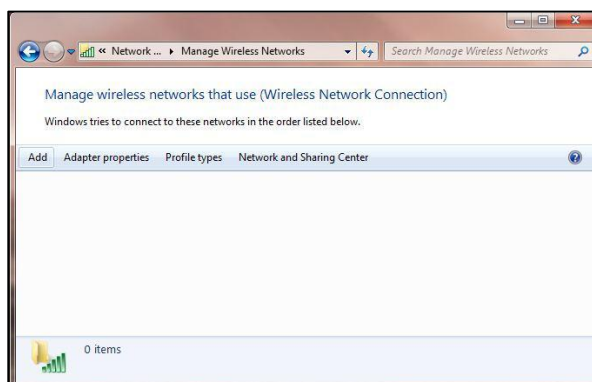 « Network ... ▸ Manage Wireless Networks
Search Manage Wireless Networks
Manage wireless networks that use (Wireless Network Connection)
Windows tries to connect to these networks in the order listed below.
Add Adapter properties Profile types Network and Sharing Center
0 items